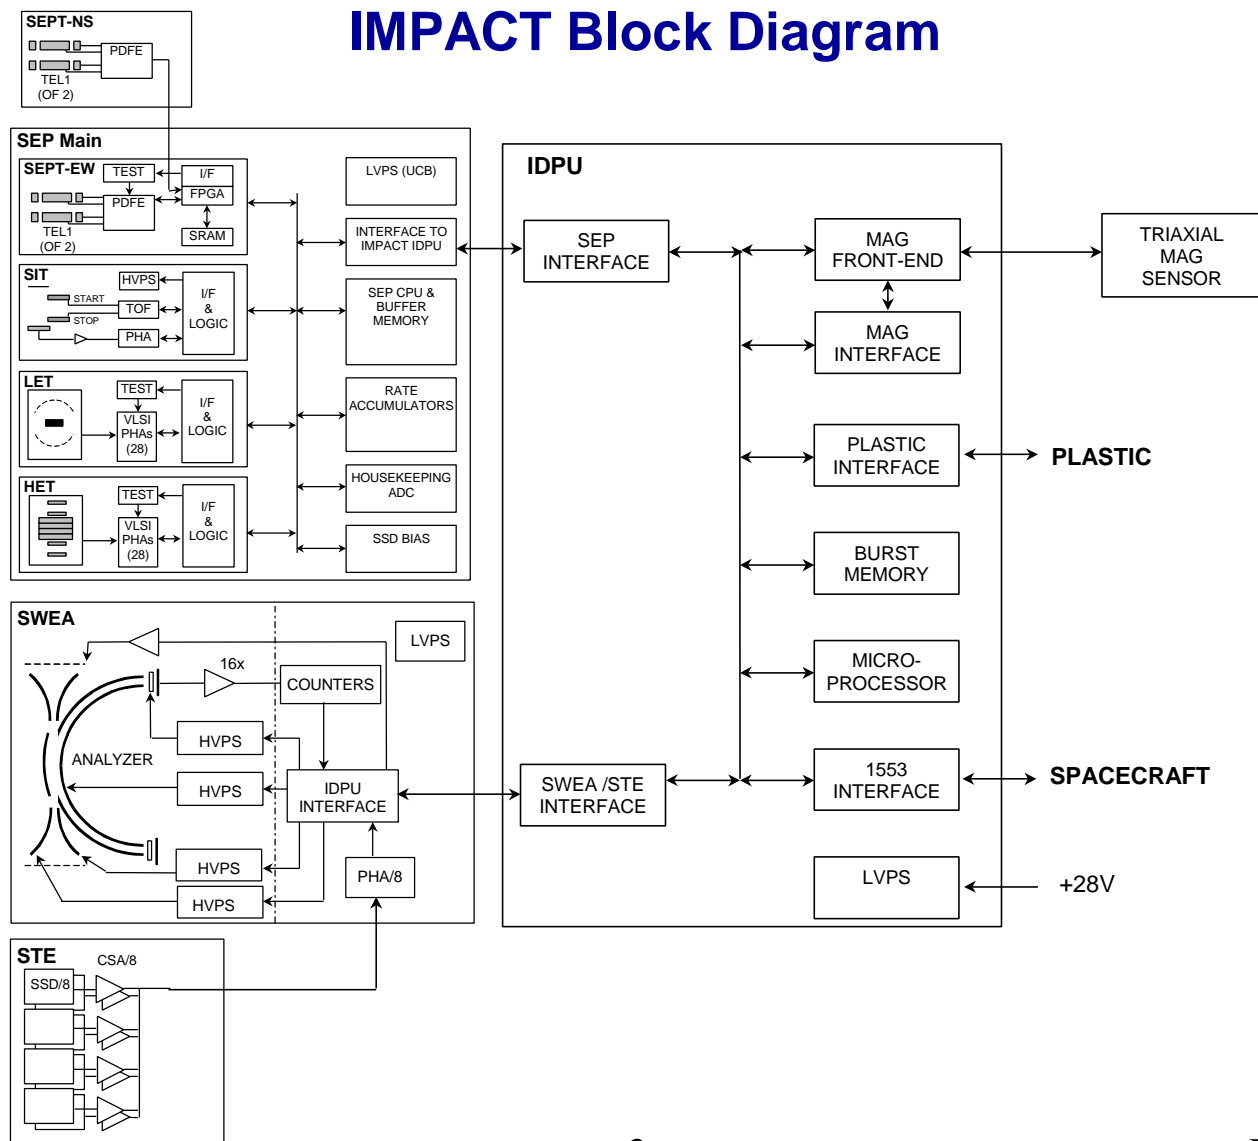 IMPACT Block Diagram
SEPT-NS
PDFE
TEL1
(OF 2)
SEP Main
SEPT-EW
TEST
I/F
FPGA
PDFE
SRAM
TEL1
(OF 2)
LVPS (UCB)
INTERFACE TO
IMPACT IDPU
SIT
HVPS
START
TOF
STOP
PHA
I/F
&
LOGIC
SEP CPU &
BUFFER
MEMORY
LET
TEST
VLSI
PHAs
(28)
I/F
&
LOGIC
RATE
ACCUMULATORS
HET
TEST
VLSI
PHAs
(28)
I/F
&
LOGIC
HOUSEKEEPING
ADC
SSD BIAS
SWEA
LVPS
16x
COUNTERS
HVPS
ANALYZER
HVPS
IDPU
INTERFACE
HVPS
HVPS
PHA/8
STE
CSA/8
SSD/8
IDPU
SEP
INTERFACE
MAG
FRONT-END
TRIAXIAL
MAG
SENSOR
MAG
INTERFACE
PLASTIC
INTERFACE
PLASTIC
BURST
MEMORY
MICRO-
PROCESSOR
SWEA /STE
INTERFACE
1553
INTERFACE
SPACECRAFT
LVPS
+28V